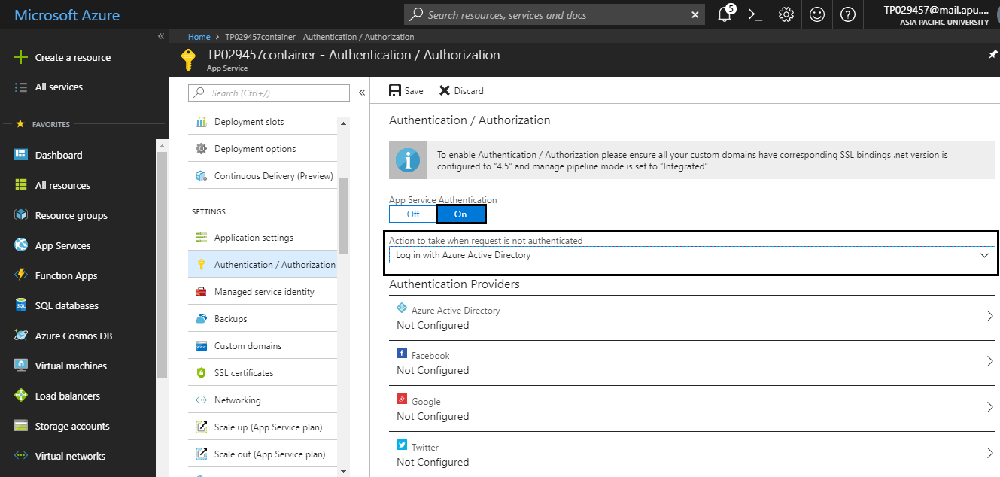 Microsoft Azure
Search resources, services and docs
5
TP029457@mail.apu....
ASIA PACIFIC UNIVERSITY
Create a resource
All services
FAVORITES
Dashboard
All resources
Resource groups
App Services
Function Apps
SQL databases
Azure Cosmos DB
Virtual machines
Load balancers
Storage accounts
Virtual networks
Home > TP029457container - Authentication / Authorization
TP029457container - Authentication / Authorization
App Service
Search (Ctrl+/)
Deployment slots
Deployment options
Continuous Delivery (Preview)
SETTINGS
Application settings
Authentication / Authorization
Managed service identity
Backups
Custom domains
SSL certificates
Networking
Scale up (App Service plan)
Scale out (App Service plan)
Save
Discard
Authentication / Authorization
To enable Authentication / Authorization please ensure all your custom domains have corresponding SSL bindings .net version is
configured to "4.5" and manage pipeline mode is set to "Integrated"
App Service Authentication
Off
On
Action to take when request is not authenticated
Log in with Azure Active Directory
Authentication Providers
Azure Active Directory
Not Configured
Facebook
Not Configured
Google
Not Configured
Twitter
Not Configured